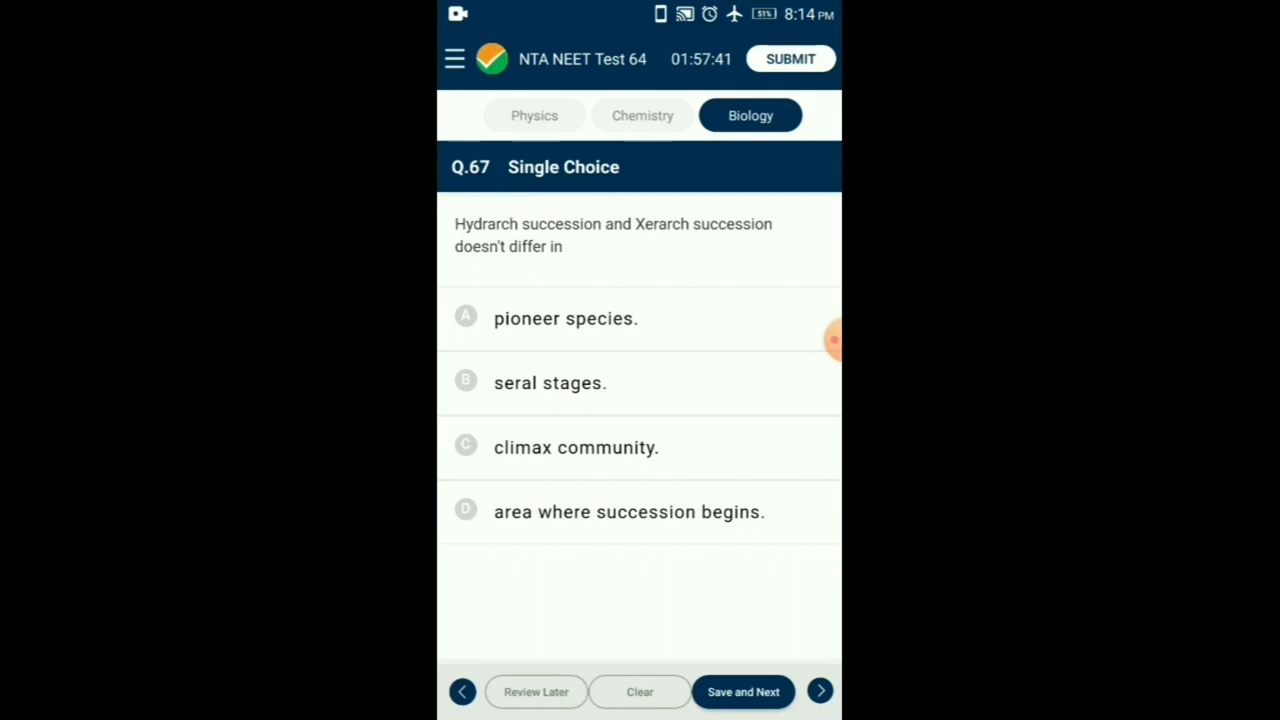 51% 8:14 PM
NTA NEET Test 64 01:57:41 SUBMIT
Physics Chemistry Biology
Q.67 Single Choice
Hydrarch succession and Xerarch succession
doesn't differ in
A pioneer species.
B seral stages.
C climax community.
D area where succession begins.
Review Later Clear Save and Next